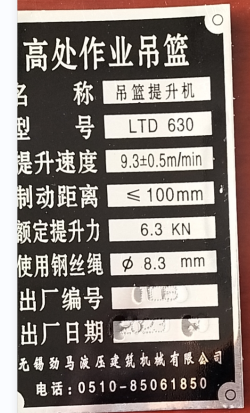 高处作业吊篮
名 称 吊篮提升机
型 号 LTD 630
提升速度 9.3±0.5m/min
制动距离 ≤100mm
额定提升力 6.3 KN
使用钢丝绳 Ø 8.3 mm
出厂编号
出厂日期
无锡劲马液压建筑机械有限公司
电话:0510-85061850